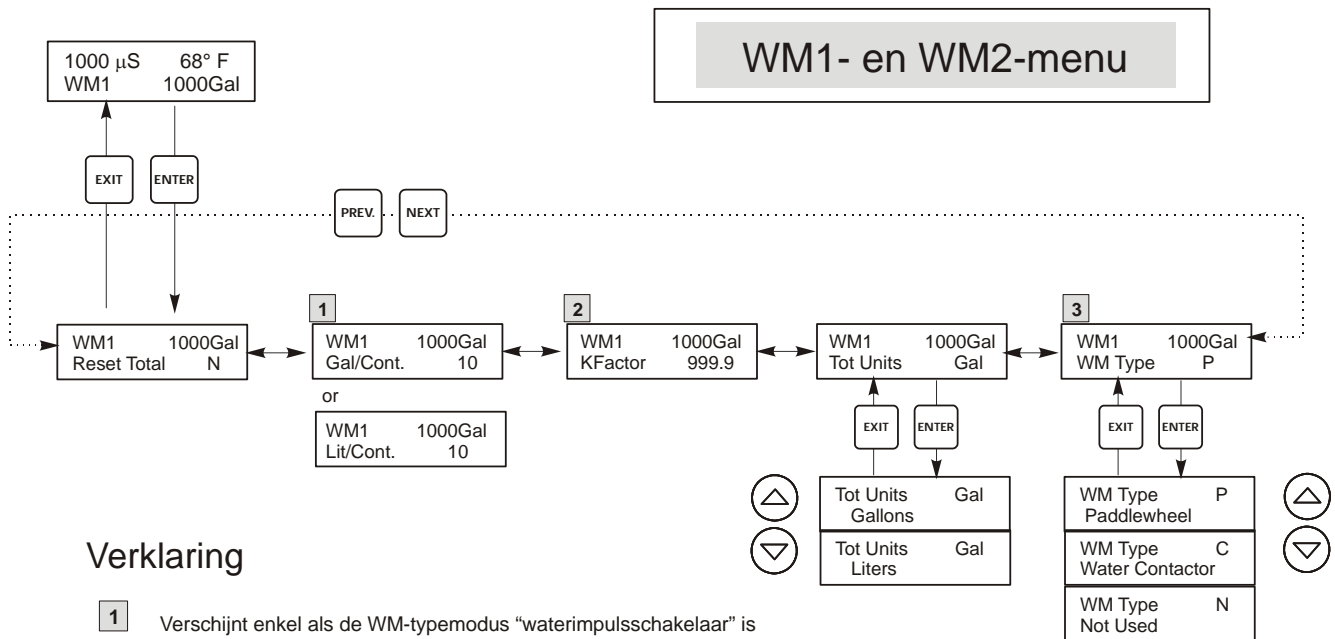 WM1- en WM2-menu
1000 µS 68° F
WM1 1000Gal
EXIT ENTER
PREV. NEXT
1
2
3
WM1 1000Gal
Reset Total N
WM1 1000Gal
Gal/Cont. 10
or
WM1 1000Gal
Lit/Cont. 10
WM1 1000Gal
KFactor 999.9
WM1 1000Gal
Tot Units Gal
EXIT ENTER
Tot Units Gal
Gallons
Tot Units Gal
Liters
WM1 1000Gal
WM Type P
EXIT ENTER
WM Type P
Paddlewheel
WM Type C
Water Contactor
WM Type N
Not Used
Verklaring
1 Verschijnt enkel als de WM-typemodus “waterimpulsschakelaar” is